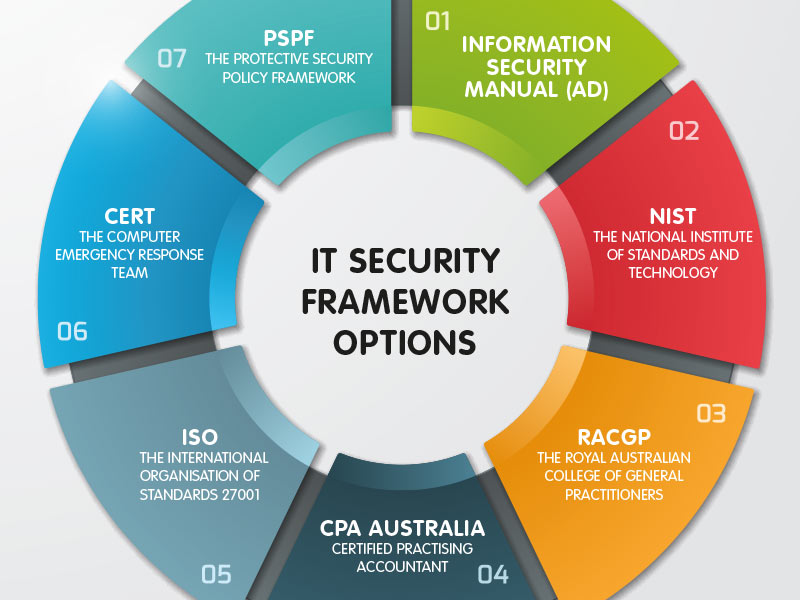 IT SECURITY
FRAMEWORK
OPTIONS
01
INFORMATION
SECURITY
MANUAL (AD)
02
NIST
THE NATIONAL INSTITUTE
OF STANDARDS AND
TECHNOLOGY
03
RACGP
THE ROYAL AUSTRALIAN
COLLEGE OF GENERAL
PRACTITIONERS
CPA AUSTRALIA
CERTIFIED PRACTISING
ACCOUNTANT
04
ISO
THE INTERNATIONAL
ORGANISATION OF
STANDARDS 27001
05
CERT
THE COMPUTER
EMERGENCY RESPONSE
TEAM
06
07
PSPF
THE PROTECTIVE SECURITY
POLICY FRAMEWORK